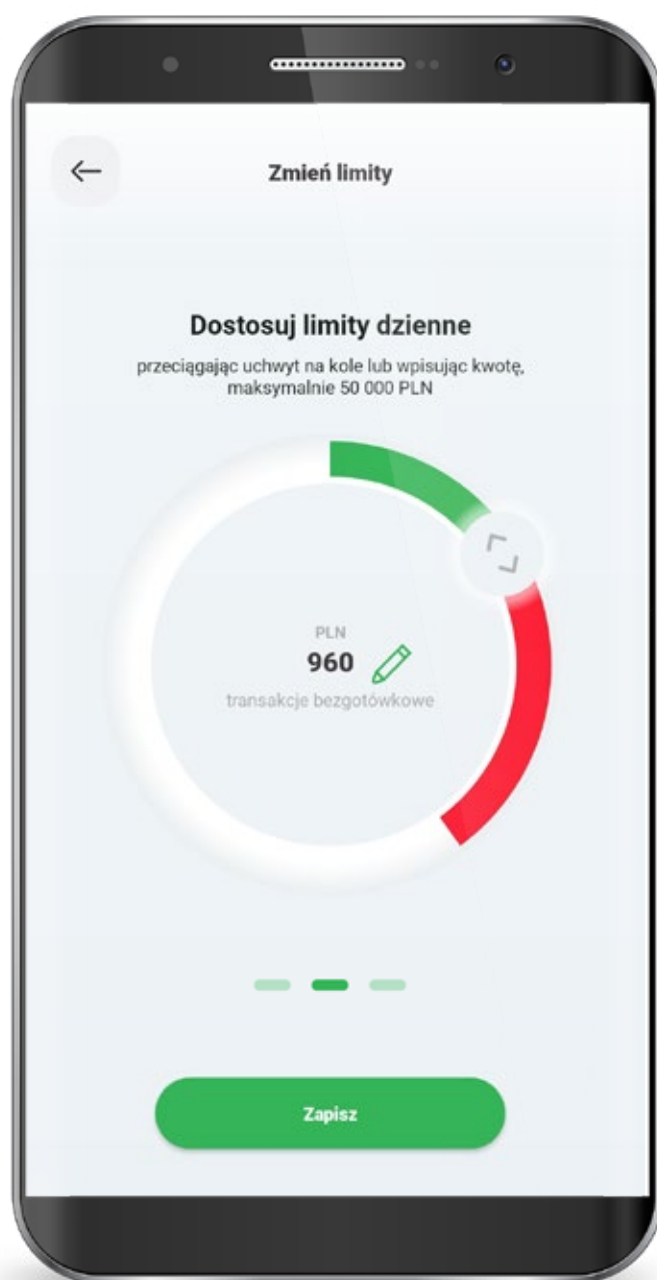 Zmień limity
Dostosuj limity dzienne
przeciągając uchwyt na kole lub wpisując kwotę,
maksymalnie 50 000 PLN
PLN
960
transakcje bezgotówkowe
Zapisz